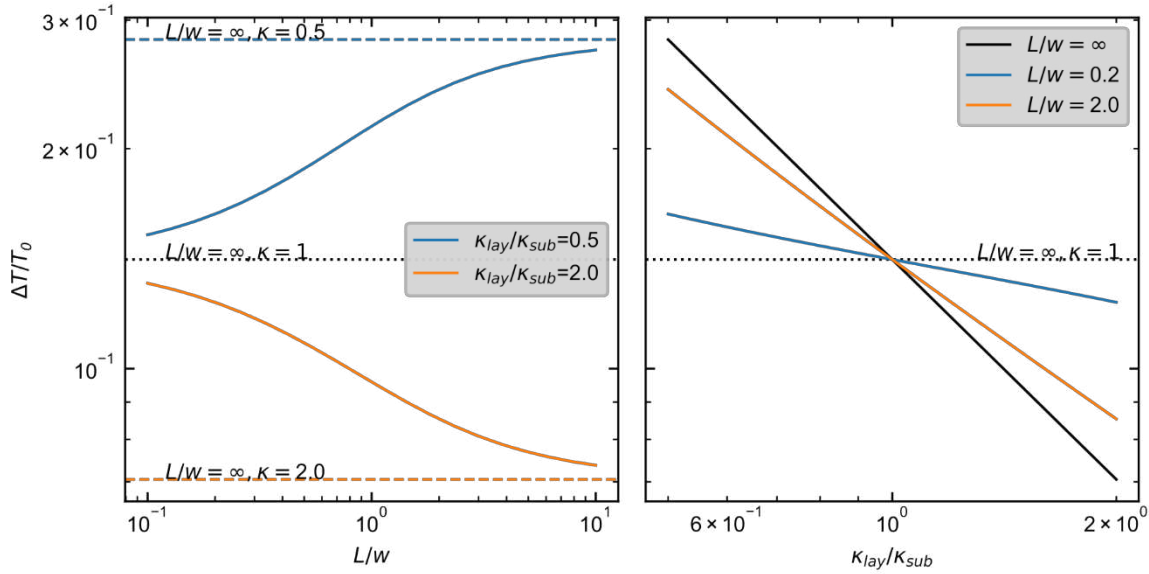 3 × 10⁻¹
2 × 10⁻¹
10⁻¹
ΔT/T₀
L/w = ∞, κ = 0.5
L/w = ∞, κ = 1
κ_lay/κ_sub=0.5
κ_lay/κ_sub=2.0
L/w = ∞, κ = 2.0
10⁻¹ 10⁰ 10¹
L/w
L/w = ∞
L/w = 0.2
L/w = 2.0
L/w = ∞, κ = 1
6 × 10⁻¹ 10⁰ 2 × 10⁰
κ_lay/κ_sub